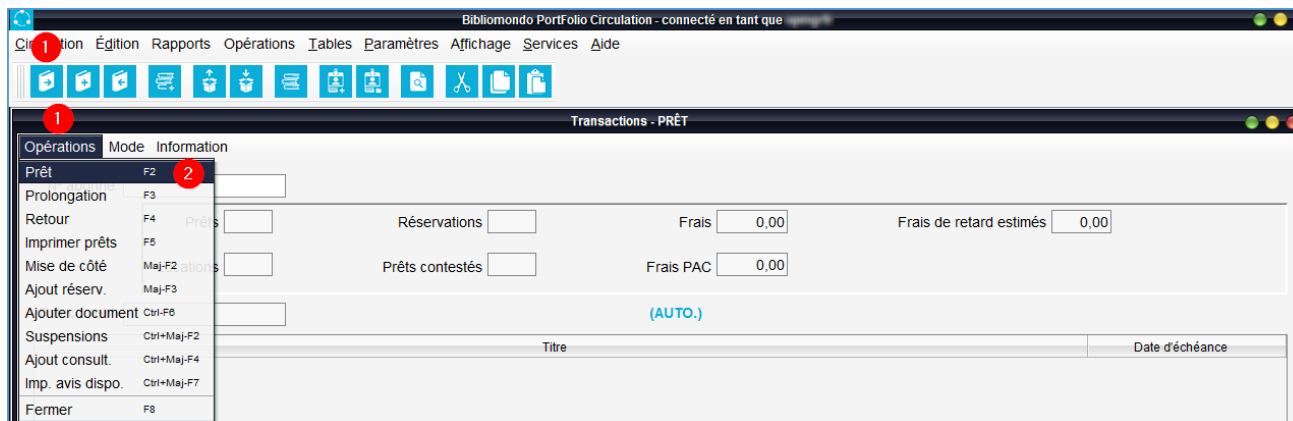 Bibliomondo PortFolio Circulation - connecté en tant que
Édition Rapports Opérations Tables Paramètres Affichage Services Aide
1
1
Transactions - PRÊT
Opérations Mode Information
Prêt F2
2
Prolongation F3
Retour F4
Prêts Réservations Frais 0,00 Frais de retard estimés 0,00
Imprimer prêts F5
Mise de côté Maj-F2
Prêts contestés Frais PAC 0,00
Ajout réserv. Maj-F3
Ajouter document Ctrl-F6
(AUTO.)
Suspensions Ctrl+Maj-F2
Titre Date d'échéance
Ajout consult. Ctrl+Maj-F4
Imp. avis dispo. Ctrl+Maj-F7
Fermer F8